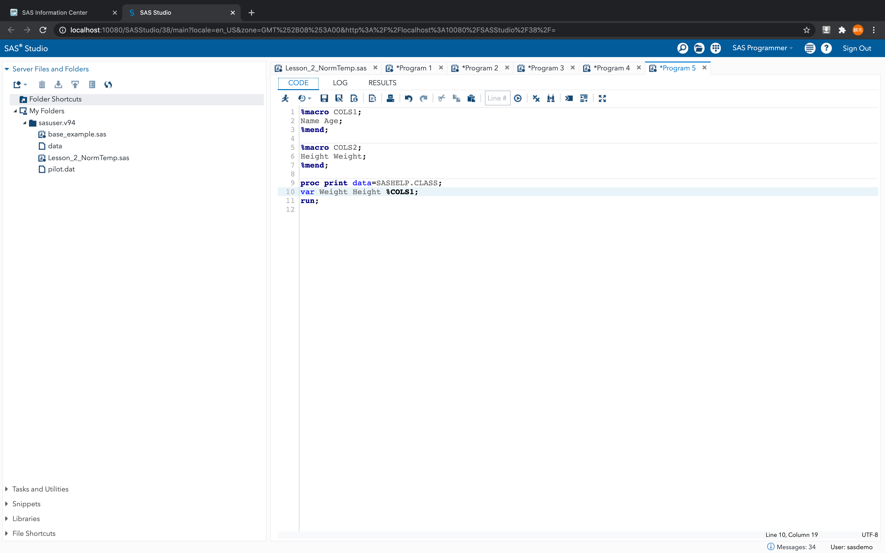 SAS Information Center
SAS Studio
localhost:10080/SASStudio/38/main?locale=en_US&zone=GMT%252B08%253A00&http%3A%2F%2Flocalhost%3A10080%2FSASStudio%2F38%2F=
SAS® Studio
SAS Programmer
Sign Out
Server Files and Folders
Folder Shortcuts
My Folders
sasuser.v94
base_example.sas
data
Lesson_2_NormTemp.sas
pilot.dat
Tasks and Utilities
Snippets
Libraries
File Shortcuts
Lesson_2_NormTemp.sas
*Program 1
*Program 2
*Program 3
*Program 4
*Program 5
CODE
LOG
RESULTS
Line #
1 %macro COLS1;
2 Name Age;
3 %mend;
4
5 %macro COLS2;
6 Height Weight;
7 %mend;
8
9 proc print data=SASHELP.CLASS;
10 var Weight Height %COLS1;
11 run;
12
Line 10, Column 19
UTF-8
Messages: 34
User: sasdemo